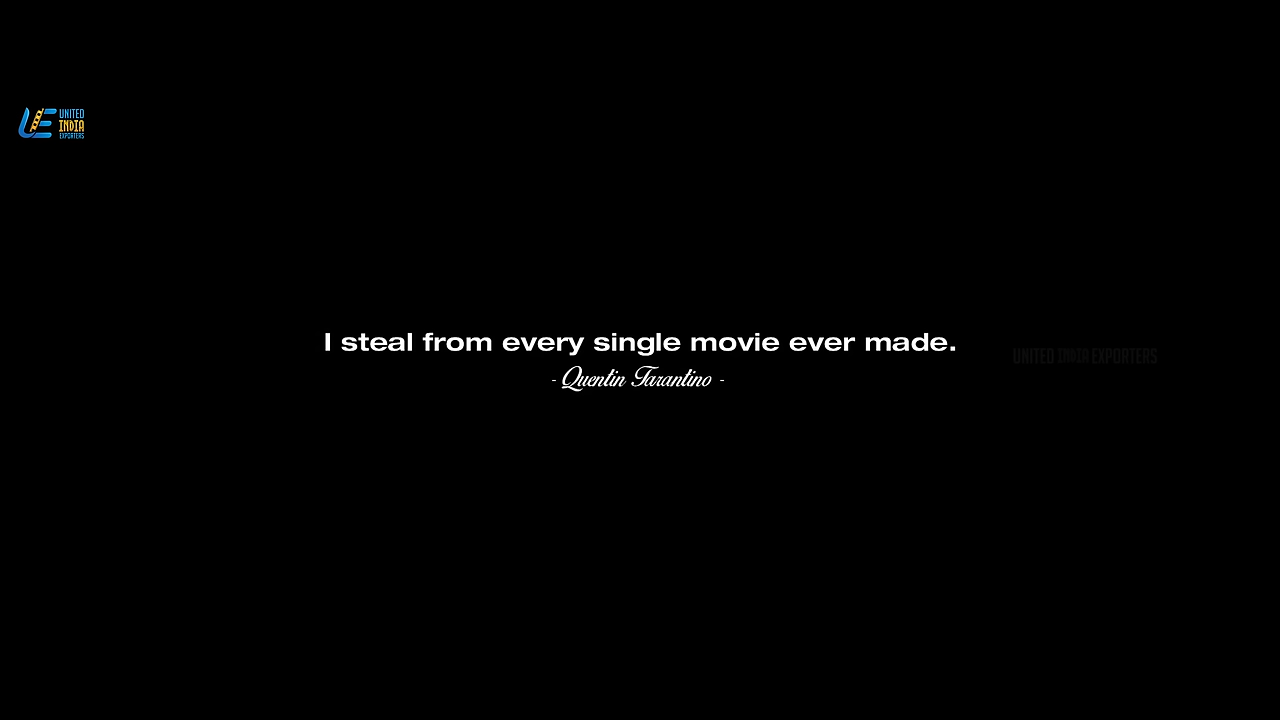 UNITED
INDIA
EXPORTERS
I steal from every single movie ever made.
UNITED INDIA EXPORTERS
- Quentin Tarantino -